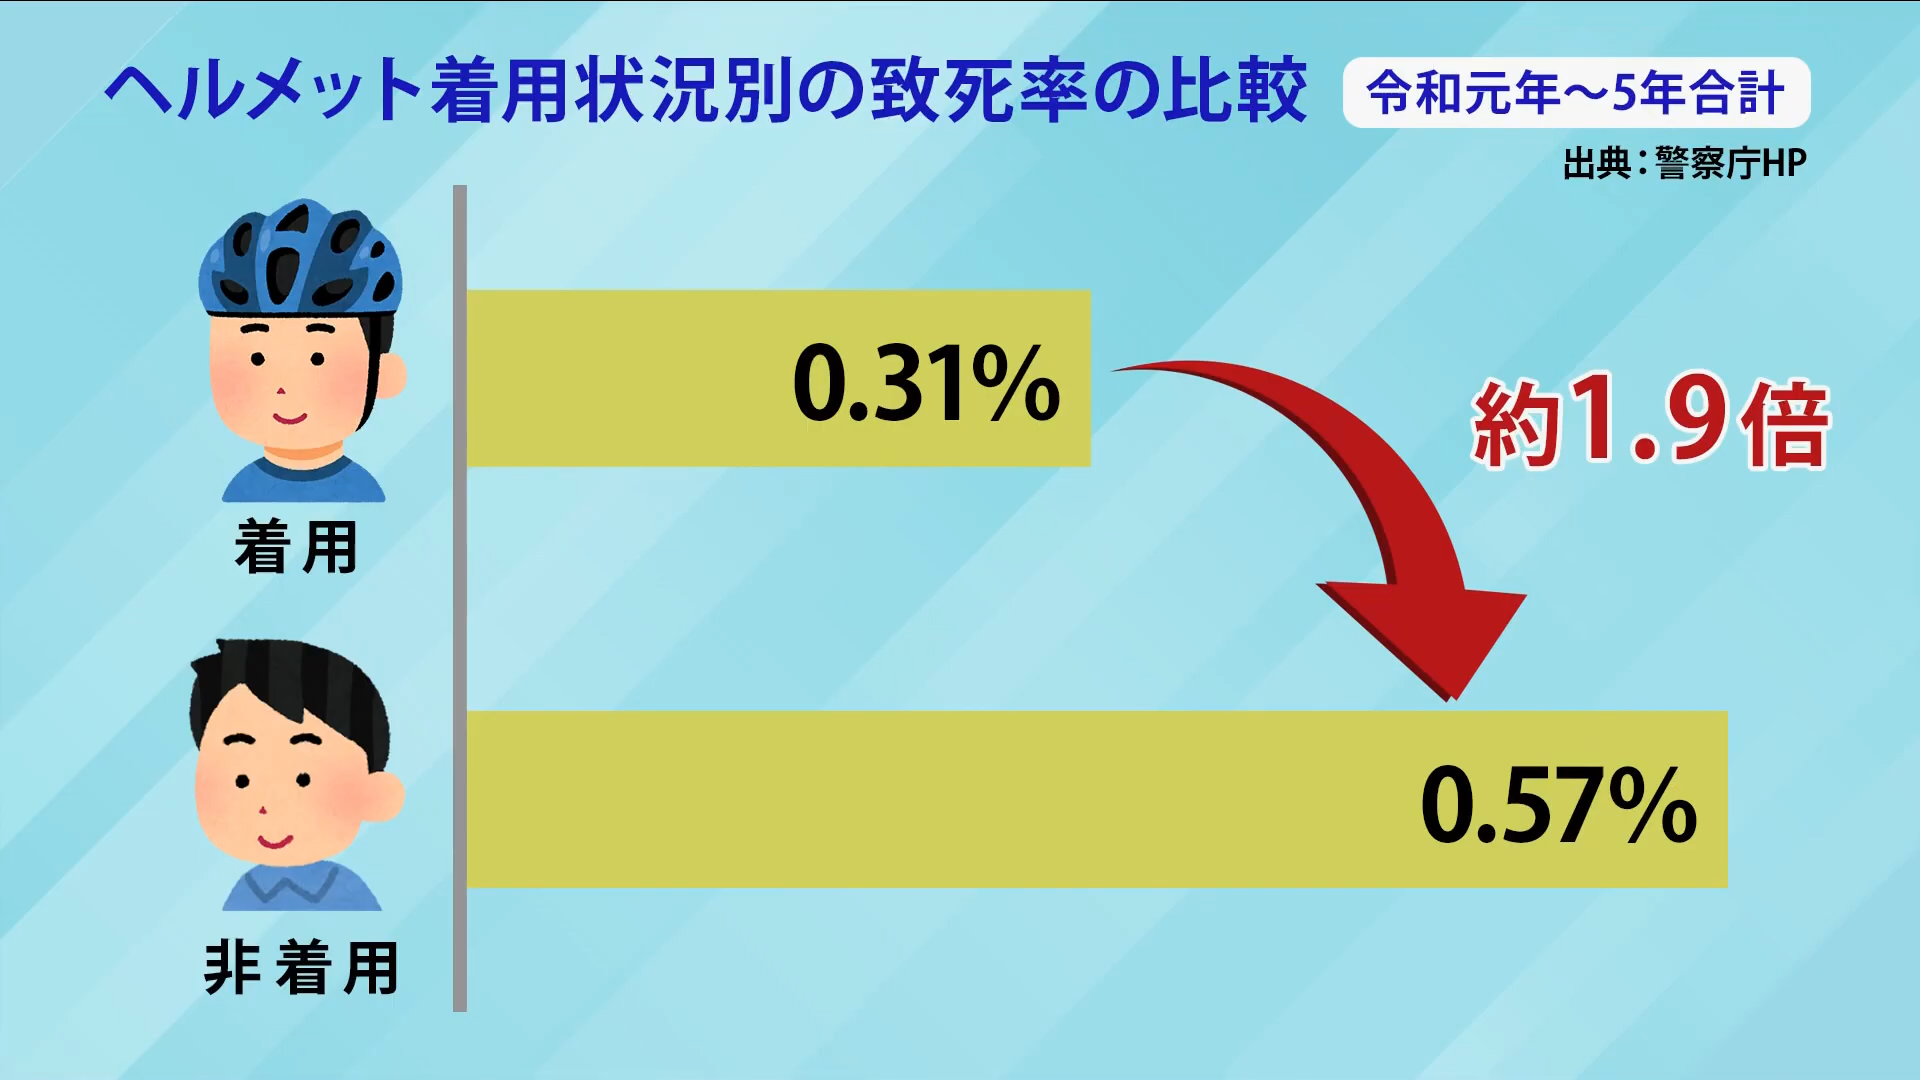 ヘルメット着用状況別の致死率の比較
令和元年～5年合計
出典：警察庁HP
0.31%
約1.9倍
着用
0.57%
非着用